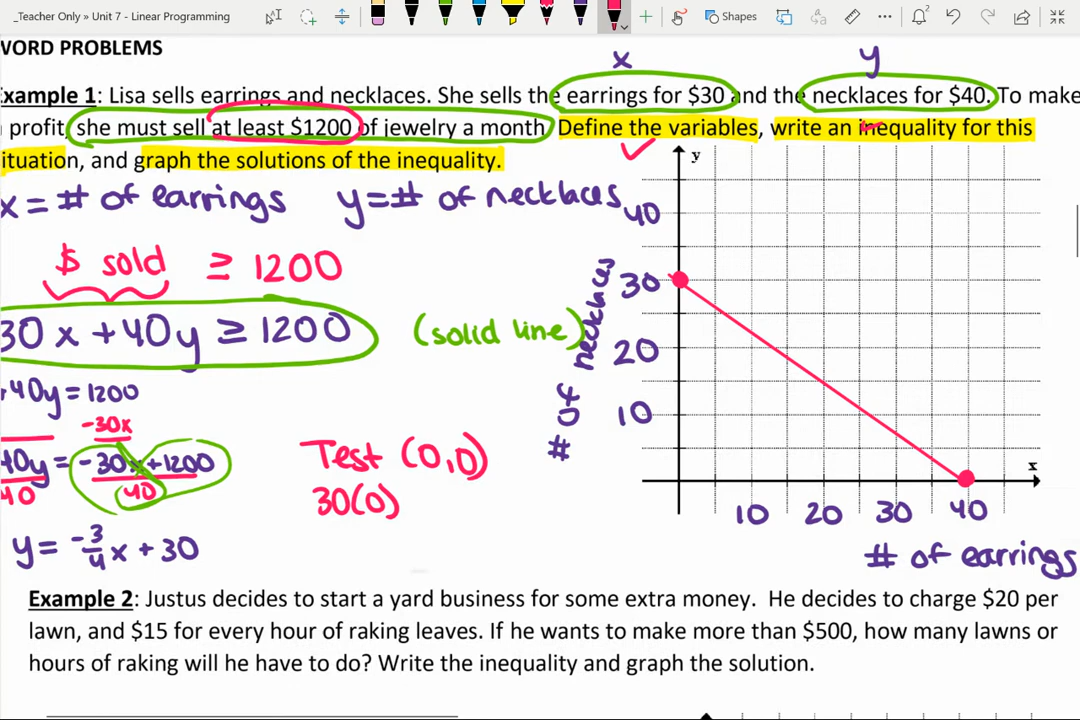 _Teacher Only » Unit 7 - Linear Programming
Shapes
VORD PROBLEMS
x y
xample 1: Lisa sells earrings and necklaces. She sells the earrings for $30 and the necklaces for $40. To make
profit, she must sell at least $1200 of jewelry a month. Define the variables, write an inequality for this
ituation, and graph the solutions of the inequality.
x = # of earrings y = # of necklaces
$ sold ≥ 1200
30x + 40y ≥ 1200 (solid line)
+40y = 1200
-30x
40y = -30x + 1200
40 40
y = -3/4x + 30
Test (0,0)
30(0)
y
40
30
20
10
# of necklaces
x
10 20 30 40
# of earrings
Example 2: Justus decides to start a yard business for some extra money. He decides to charge $20 per
lawn, and $15 for every hour of raking leaves. If he wants to make more than $500, how many lawns or
hours of raking will he have to do? Write the inequality and graph the solution.